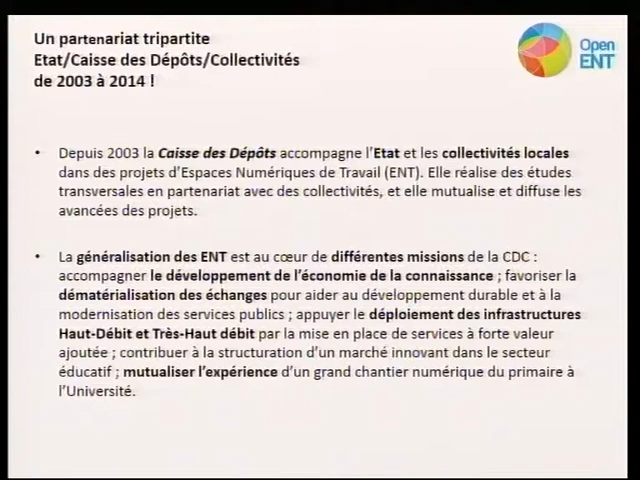 Un partenariat tripartite
Etat/Caisse des Dépôts/Collectivités
de 2003 à 2014 !
Open
ENT
• Depuis 2003 la Caisse des Dépôts accompagne l'Etat et les collectivités locales
dans des projets d'Espaces Numériques de Travail (ENT). Elle réalise des études
transversales en partenariat avec des collectivités, et elle mutualise et diffuse les
avancées des projets.
• La généralisation des ENT est au cœur de différentes missions de la CDC :
accompagner le développement de l'économie de la connaissance ; favoriser la
dématérialisation des échanges pour aider au développement durable et à la
modernisation des services publics ; appuyer le déploiement des infrastructures
Haut-Débit et Très-Haut débit par la mise en place de services à forte valeur
ajoutée ; contribuer à la structuration d'un marché innovant dans le secteur
éducatif ; mutualiser l'expérience d'un grand chantier numérique du primaire à
l'Université.